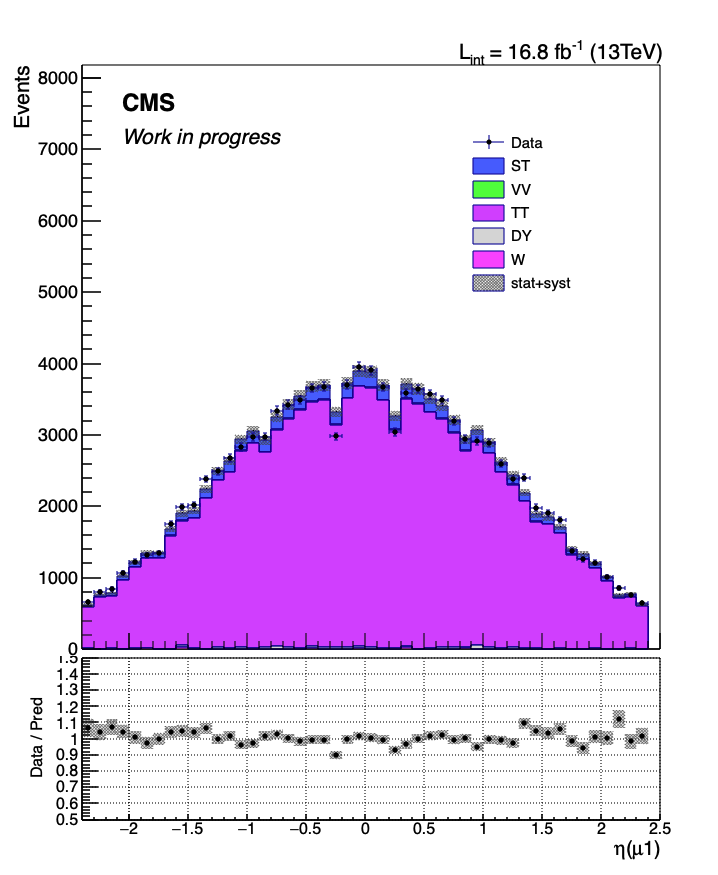 L_int = 16.8 fb^-1 (13TeV)
Events
8000
CMS
Work in progress
7000
6000
5000
4000
3000
2000
1000
0
Data
ST
VV
TT
DY
W
stat+syst
Data / Pred
1.5
1.4
1.3
1.2
1.1
1
0.9
0.8
0.7
0.6
0.5
−2 −1.5 −1 −0.5 0 0.5 1 1.5 2 2.5
η(μ1)